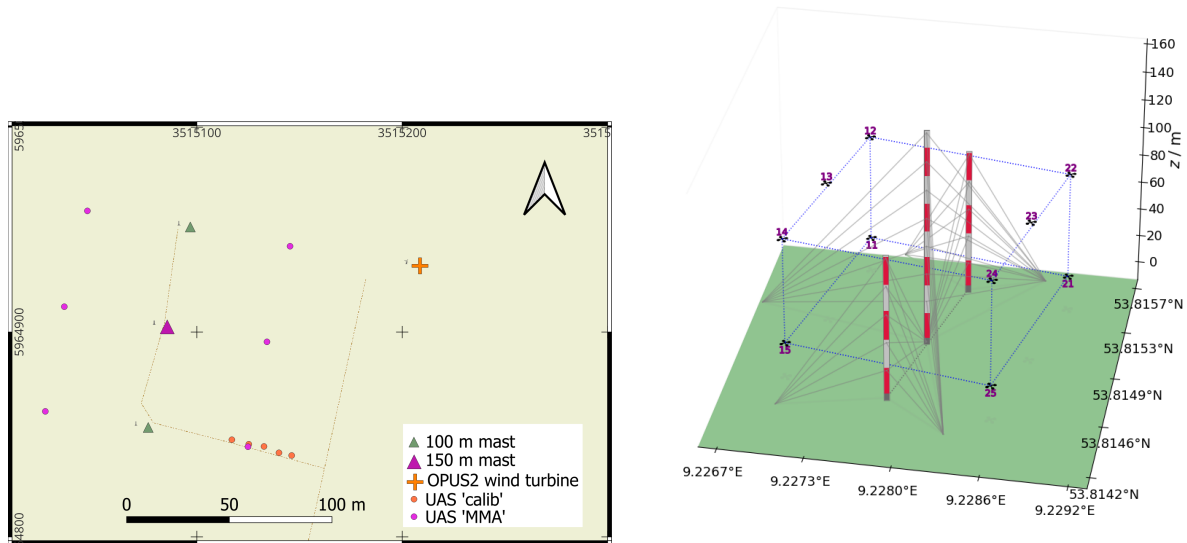 3515100
3515200
3515
5965
5964900
54800
0
50
100 m
100 m mast
150 m mast
OPUS2 wind turbine
UAS 'calib'
UAS 'MMA'
160
140
120
100
80
60
40
20
0
z / m
12
22
13
23
14
11
24
21
15
25
53.8157°N
53.8153°N
53.8149°N
53.8146°N
53.8142°N
9.2267°E
9.2273°E
9.2280°E
9.2286°E
9.2292°E